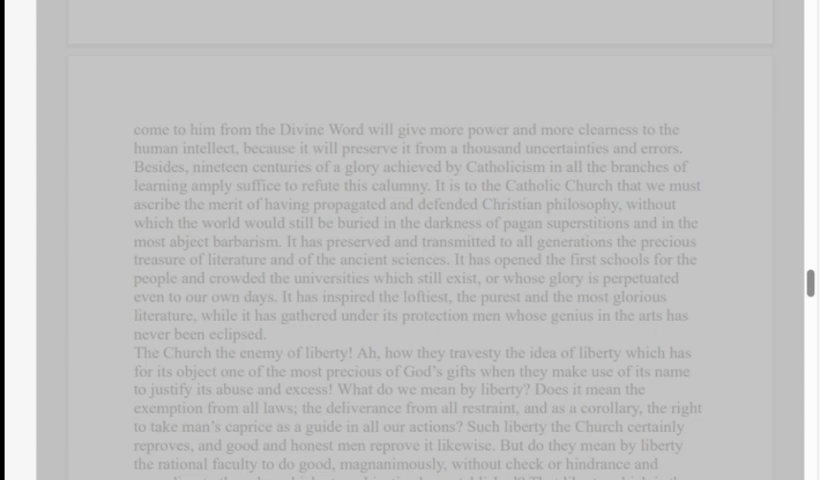 come to him from the Divine Word will give more power and more clearness to the
human intellect, because it will preserve it from a thousand uncertainties and errors.
Besides, nineteen centuries of a glory achieved by Catholicism in all the branches of
learning amply suffice to refute this calumny. It is to the Catholic Church that we must
ascribe the merit of having propagated and defended Christian philosophy, without
which the world would still be buried in the darkness of pagan superstitions and in the
most abject barbarism. It has preserved and transmitted to all generations the precious
treasure of literature and of the ancient sciences. It has opened the first schools for the
people and crowded the universities which still exist, or whose glory is perpetuated
even to our own days. It has inspired the loftiest, the purest and the most glorious
literature, while it has gathered under its protection men whose genius in the arts has
never been eclipsed.
The Church the enemy of liberty! Ah, how they travesty the idea of liberty which has
for its object one of the most precious of God's gifts when they make use of its name
to justify its abuse and excess! What do we mean by liberty? Does it mean the
exemption from all laws; the deliverance from all restraint, and as a corollary, the right
to take man's caprice as a guide in all our actions? Such liberty the Church certainly
reproves, and good and honest men reprove it likewise. But do they mean by liberty
the rational faculty to do good, magnanimously, without check or hindrance and